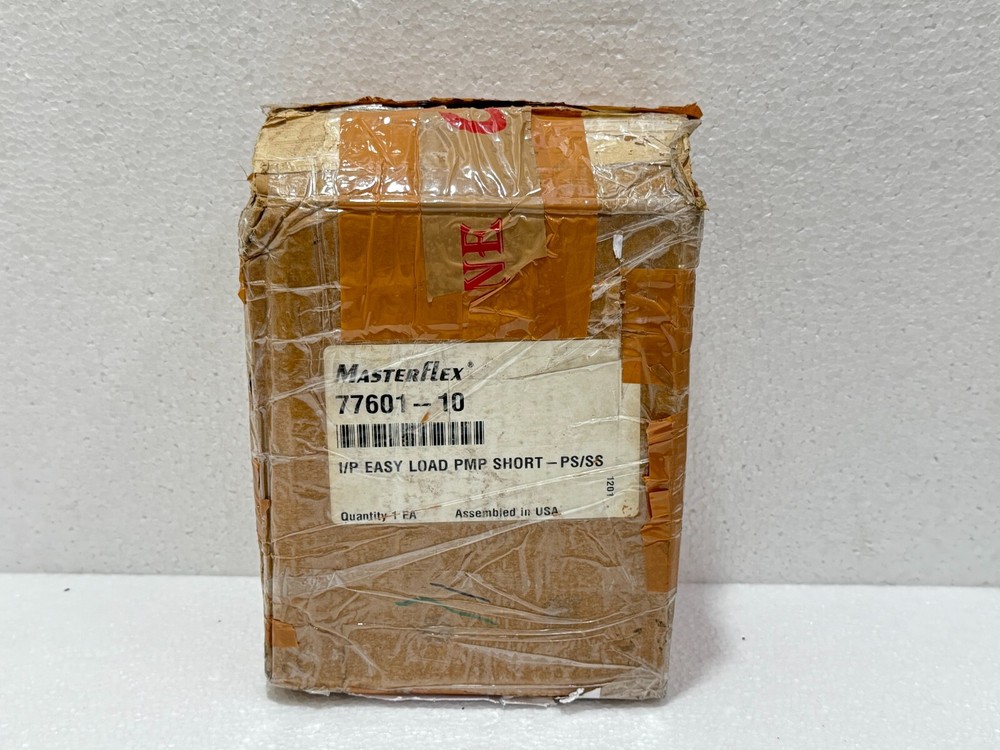 NE
MASTERFLEX®
77601-10
I/P EASY LOAD PMP SHORT-PS/SS
1201
Quantity 1 EA Assembled in USA